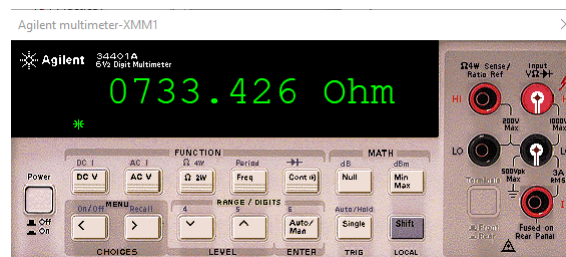 Agilent multimeter-XMM1
Agilent 34401A
6½ Digit Multimeter
0733.426 Ohm
*
Ω4W Sense/ Ratio Ref
Input VΩ
HI
200V Max
1000V Max
LO
500Vpk Max
3A RMS
FUNCTION
MATH
DC I AC I Ω 4W Period dB dBm
Power
DC V AC V Ω 2W Freq Cont Null Min Max
MENU
RANGE / DIGITS
On/Off Recall 4 5 6 Auto/Hold
< > Auto/ Man Single Shift
Off
On
CHOICES LEVEL ENTER TRIG LOCAL
Terminals
Front
Rear
I
Fused on Rear Panel